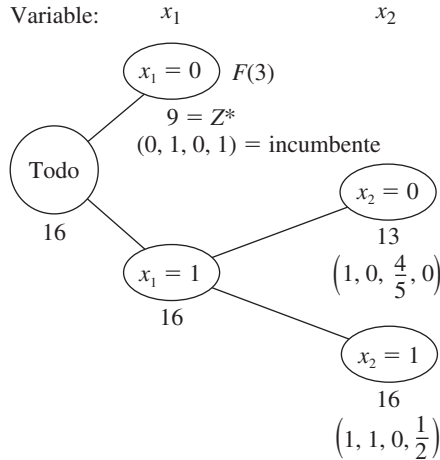 Variable: x₁ x₂
x₁ = 0 F(3)
9 = Z*
(0, 1, 0, 1) = incumbente
Todo
16
x₂ = 0
13
(1, 0, 4/5, 0)
x₁ = 1
16
x₂ = 1
16
(1, 1, 0, 1/2)